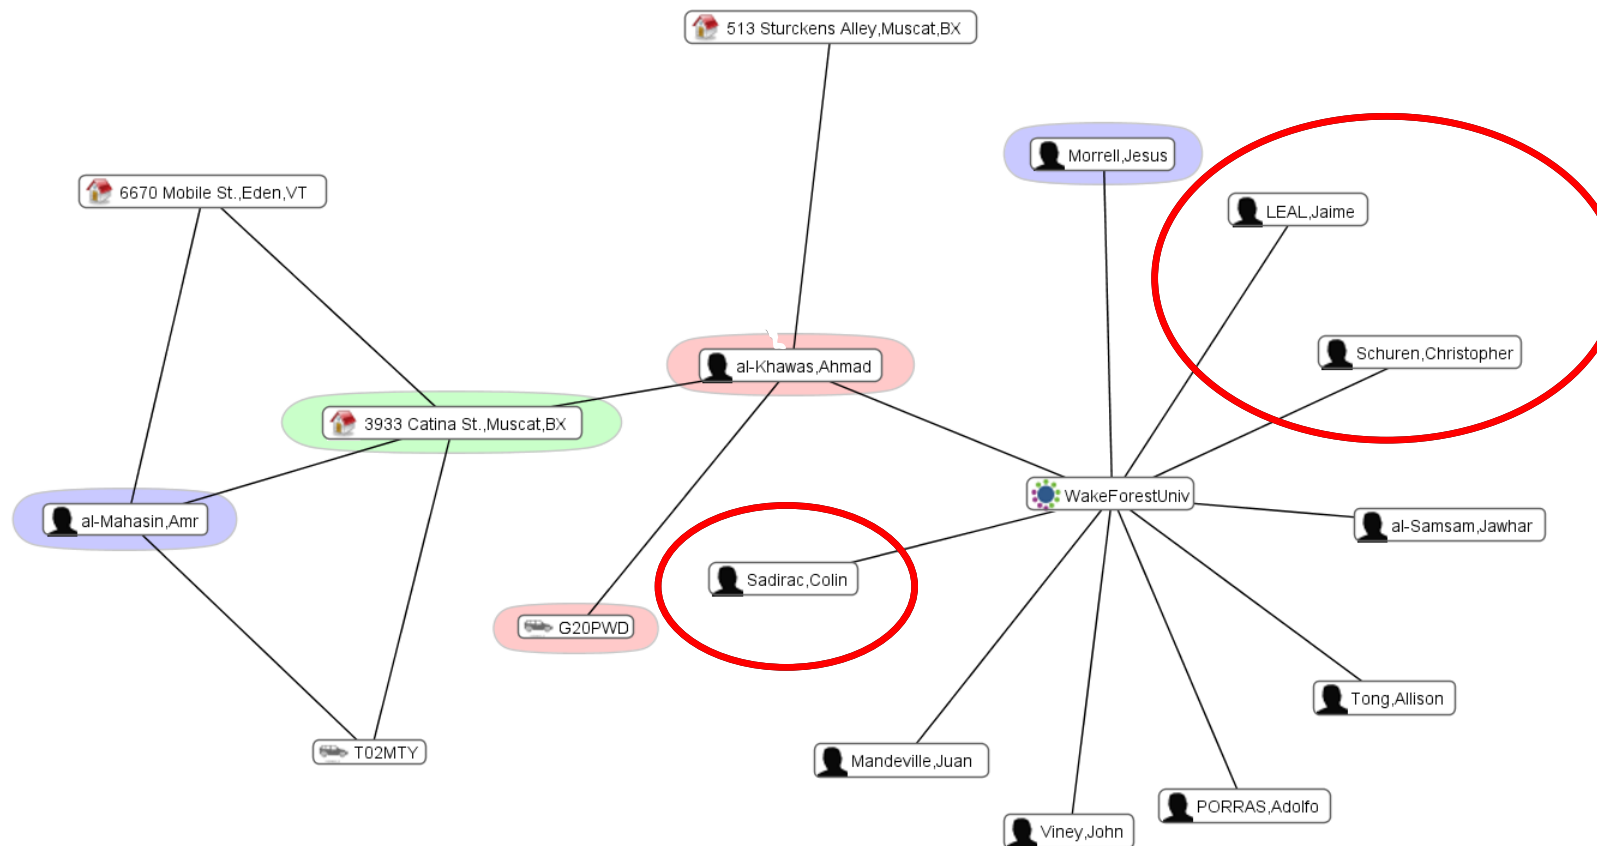 513 Sturckens Alley,Muscat,BX
Morrell,Jesus
6670 Mobile St.,Eden,VT
LEAL,Jaime
Schuren,Christopher
al-Khawas,Ahmad
3933 Catina St.,Muscat,BX
WakeForestUniv
al-Mahasin,Amr
al-Samsam,Jawhar
Sadirac,Colin
G20PWD
Tong,Allison
T02MTY
Mandeville,Juan
PORRAS,Adolfo
Viney,John